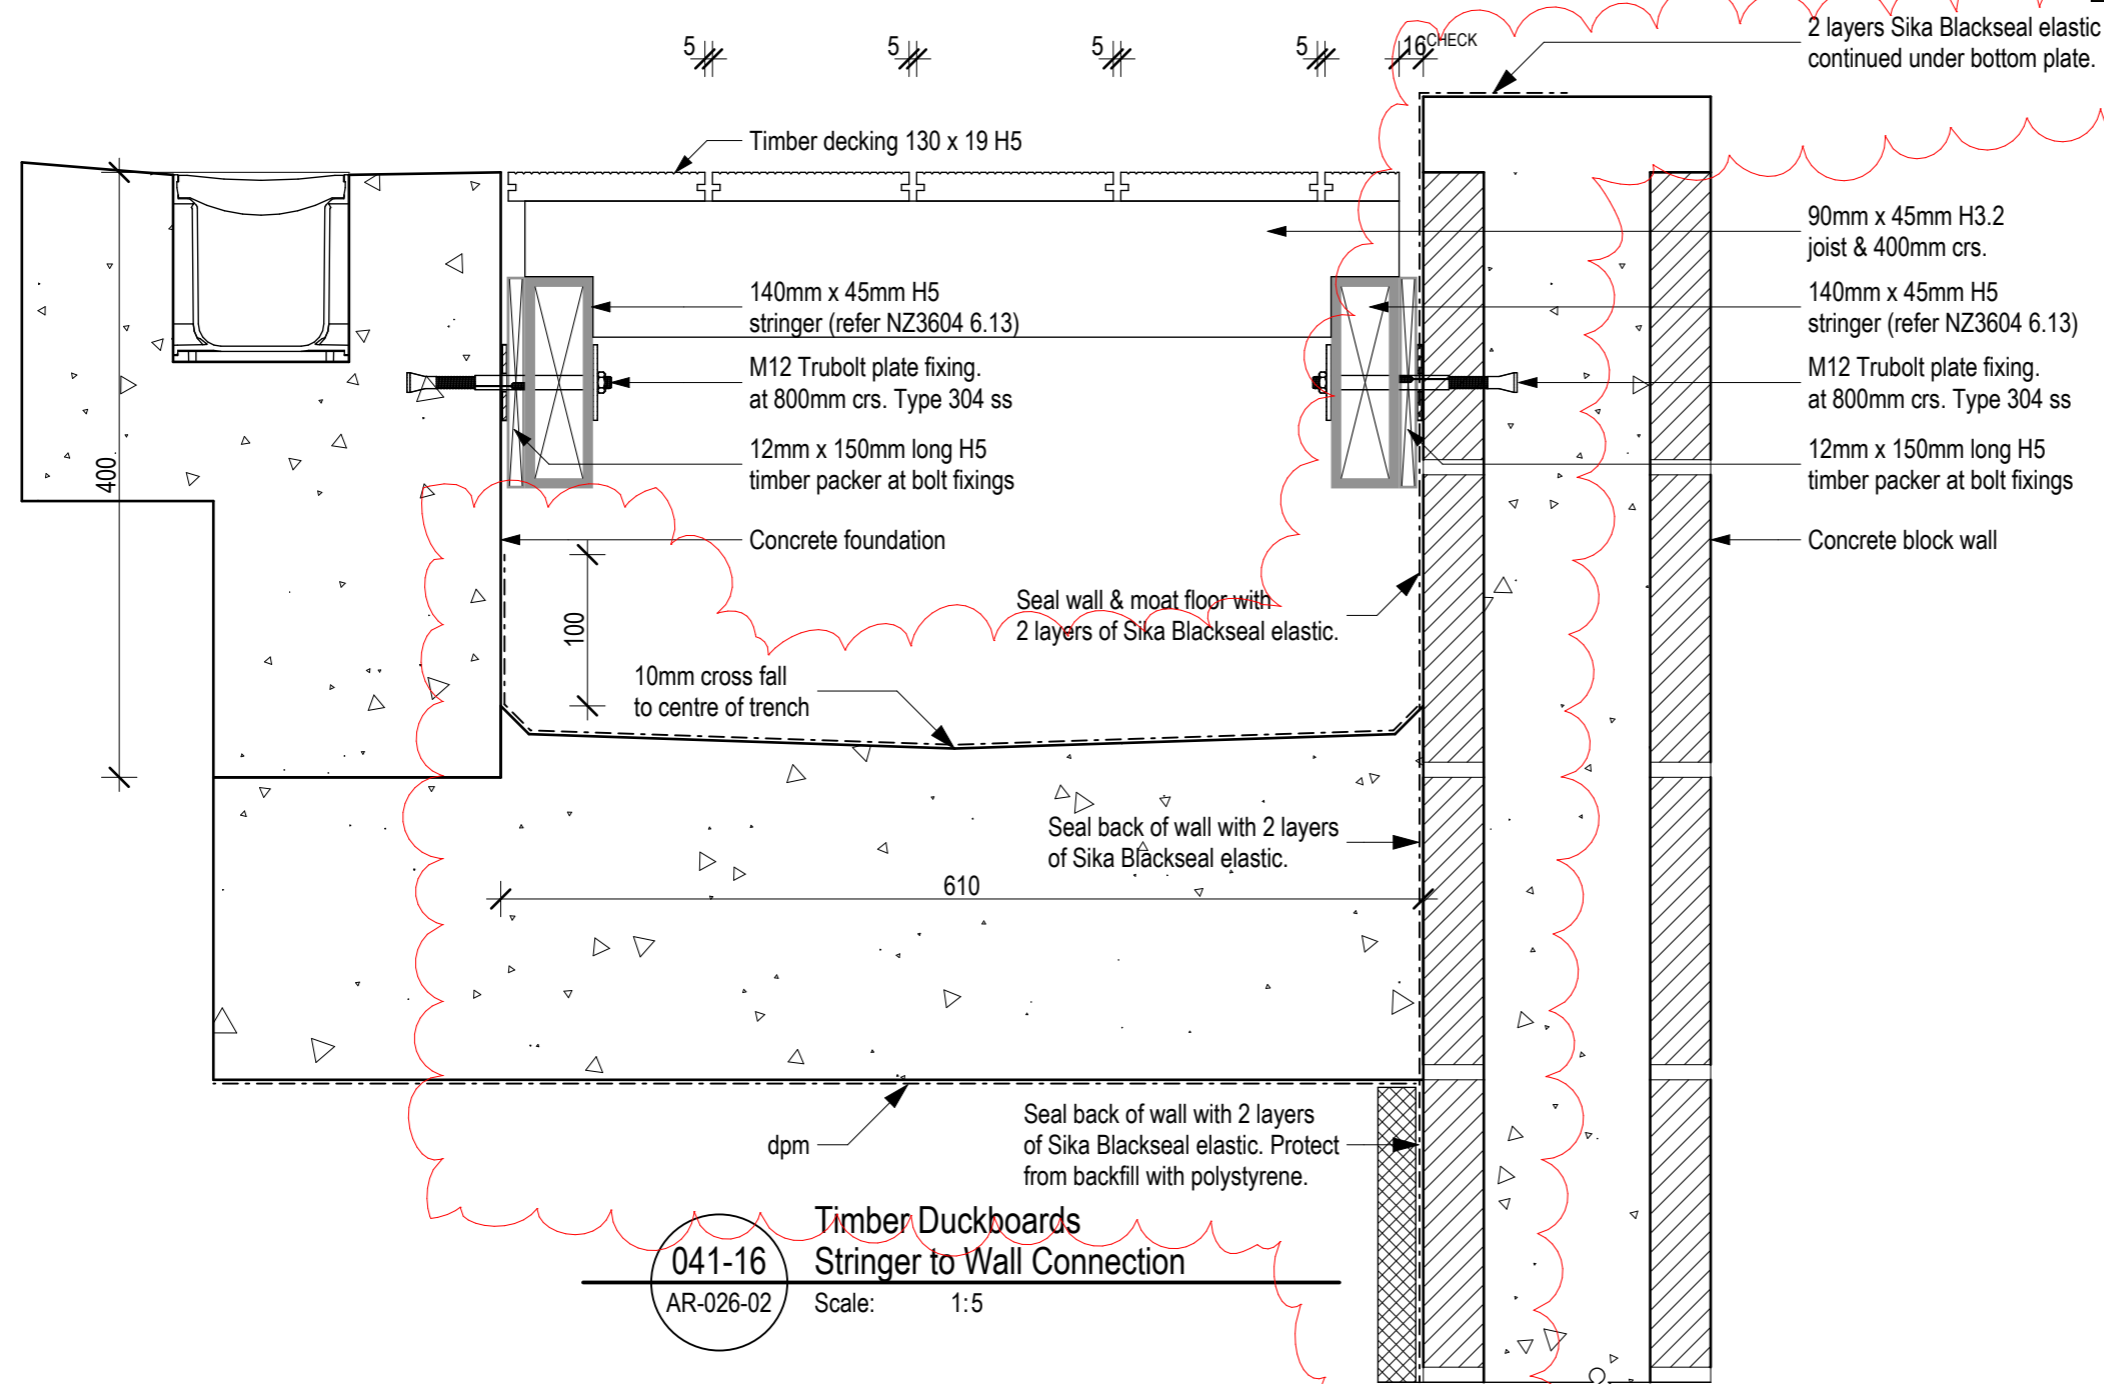 5
5
5
5
16 CHECK
2 layers Sika Blackseal elastic
continued under bottom plate.
Timber decking 130 x 19 H5
90mm x 45mm H3.2
joist & 400mm crs.
140mm x 45mm H5
stringer (refer NZ3604 6.13)
140mm x 45mm H5
stringer (refer NZ3604 6.13)
M12 Trubolt plate fixing.
at 800mm crs. Type 304 ss
M12 Trubolt plate fixing.
at 800mm crs. Type 304 ss
12mm x 150mm long H5
timber packer at bolt fixings
12mm x 150mm long H5
timber packer at bolt fixings
400
Concrete foundation
Concrete block wall
100
Seal wall & moat floor with
2 layers of Sika Blackseal elastic.
10mm cross fall
to centre of trench
Seal back of wall with 2 layers
of Sika Blackseal elastic.
610
dpm
Seal back of wall with 2 layers
of Sika Blackseal elastic. Protect
from backfill with polystyrene.
041-16
AR-026-02
Timber Duckboards
Stringer to Wall Connection
Scale: 1:5